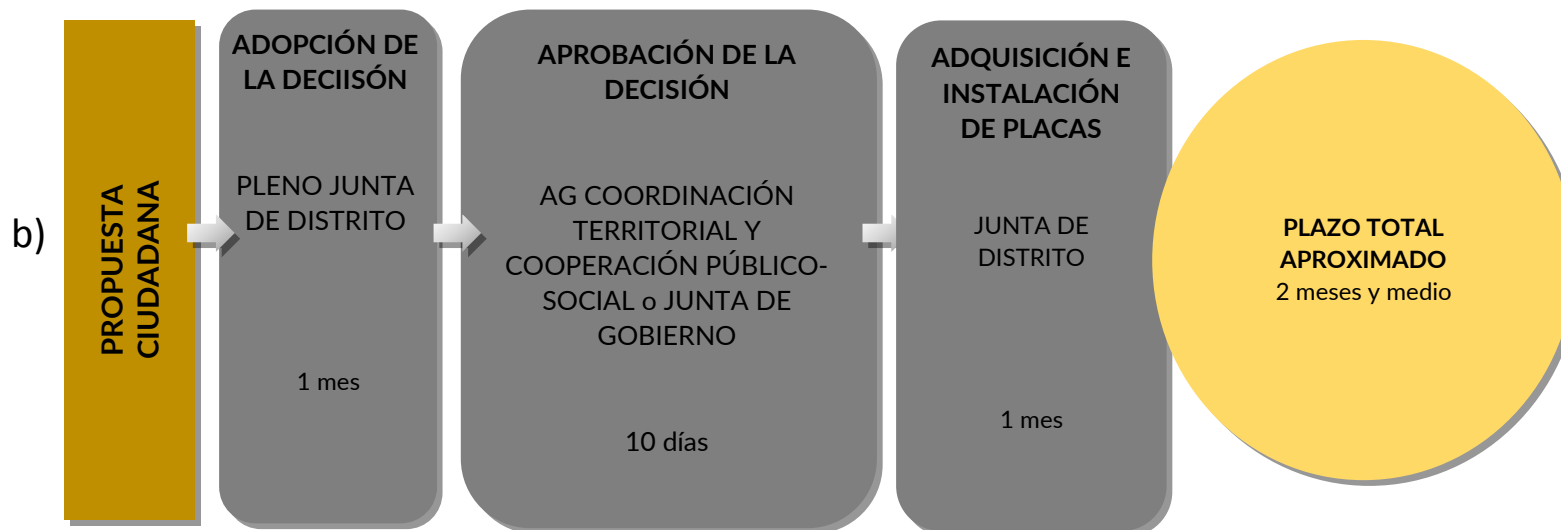 b)
PROPUESTA
CIUDADANA
ADOPCIÓN DE
LA DECIISÓN
PLENO JUNTA
DE DISTRITO
1 mes
APROBACIÓN DE LA
DECISIÓN
AG COORDINACIÓN
TERRITORIAL Y
COOPERACIÓN PÚBLICO-
SOCIAL o JUNTA DE
GOBIERNO
10 días
ADQUISICIÓN E
INSTALACIÓN
DE PLACAS
JUNTA DE
DISTRITO
1 mes
PLAZO TOTAL
APROXIMADO
2 meses y medio